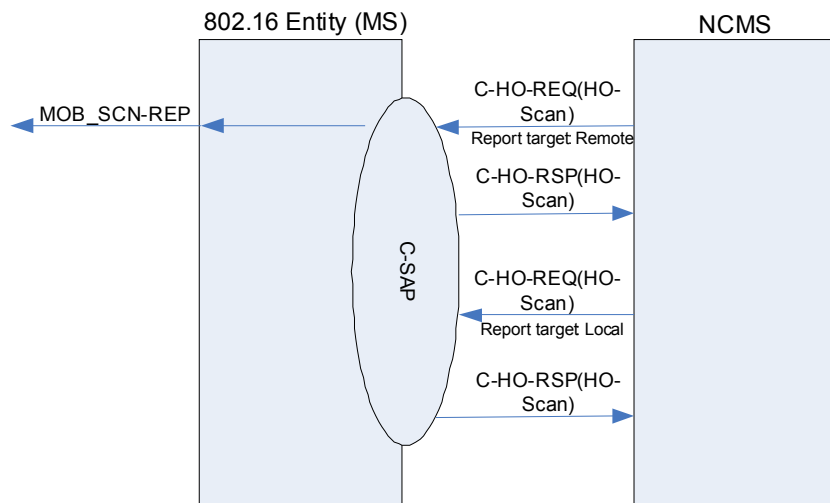 802.16 Entity (MS)
NCMS
MOB_SCN-REP
C-HO-REQ(HO-
Scan)
Report target: Remote
C-HO-RSP(HO-
Scan)
C-SAP
C-HO-REQ(HO-
Scan)
Report target: Local
C-HO-RSP(HO-
Scan)